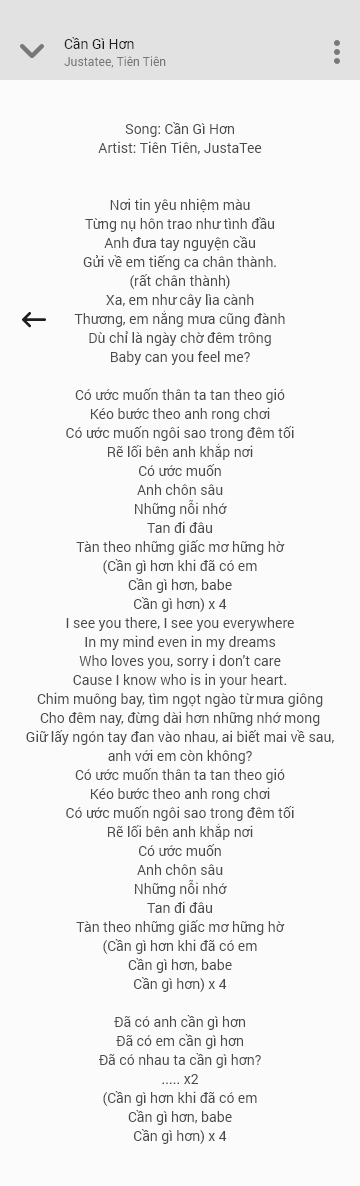 Cần Gì Hơn
Justatee, Tiên Tiên
Song: Cần Gì Hơn
Artist: Tiên Tiên, JustaTee
Nơi tin yêu nhiệm màu
Từng nụ hôn trao như tình đầu
Anh đưa tay nguyện cầu
Gửi về em tiếng ca chân thành.
(rất chân thành)
Xa, em như cây lìa cành
Thương, em nắng mưa cũng đành
Dù chỉ là ngày chờ đêm trông
Baby can you feel me?
Có ước muốn thân ta tan theo gió
Kéo bước theo anh rong chơi
Có ước muốn ngôi sao trong đêm tối
Rẽ lối bên anh khắp nơi
Có ước muốn
Anh chôn sâu
Những nỗi nhớ
Tan đi đâu
Tàn theo những giấc mơ hững hờ
(Cần gì hơn khi đã có em
Cần gì hơn, babe
Cần gì hơn) x 4
I see you there, I see you everywhere
In my mind even in my dreams
Who loves you, sorry i don't care
Cause I know who is in your heart.
Chim muông bay, tìm ngọt ngào từ mưa giông
Cho đêm nay, đừng dài hơn những nhớ mong
Giữ lấy ngón tay đan vào nhau, ai biết mai về sau,
anh với em còn không?
Có ước muốn thân ta tan theo gió
Kéo bước theo anh rong chơi
Có ước muốn ngôi sao trong đêm tối
Rẽ lối bên anh khắp nơi
Có ước muốn
Anh chôn sâu
Những nỗi nhớ
Tan đi đâu
Tàn theo những giấc mơ hững hờ
(Cần gì hơn khi đã có em
Cần gì hơn, babe
Cần gì hơn) x 4
Đã có anh cần gì hơn
Đã có em cần gì hơn
Đã có nhau ta cần gì hơn?
..... x2
(Cần gì hơn khi đã có em
Cần gì hơn, babe
Cần gì hơn) x 4